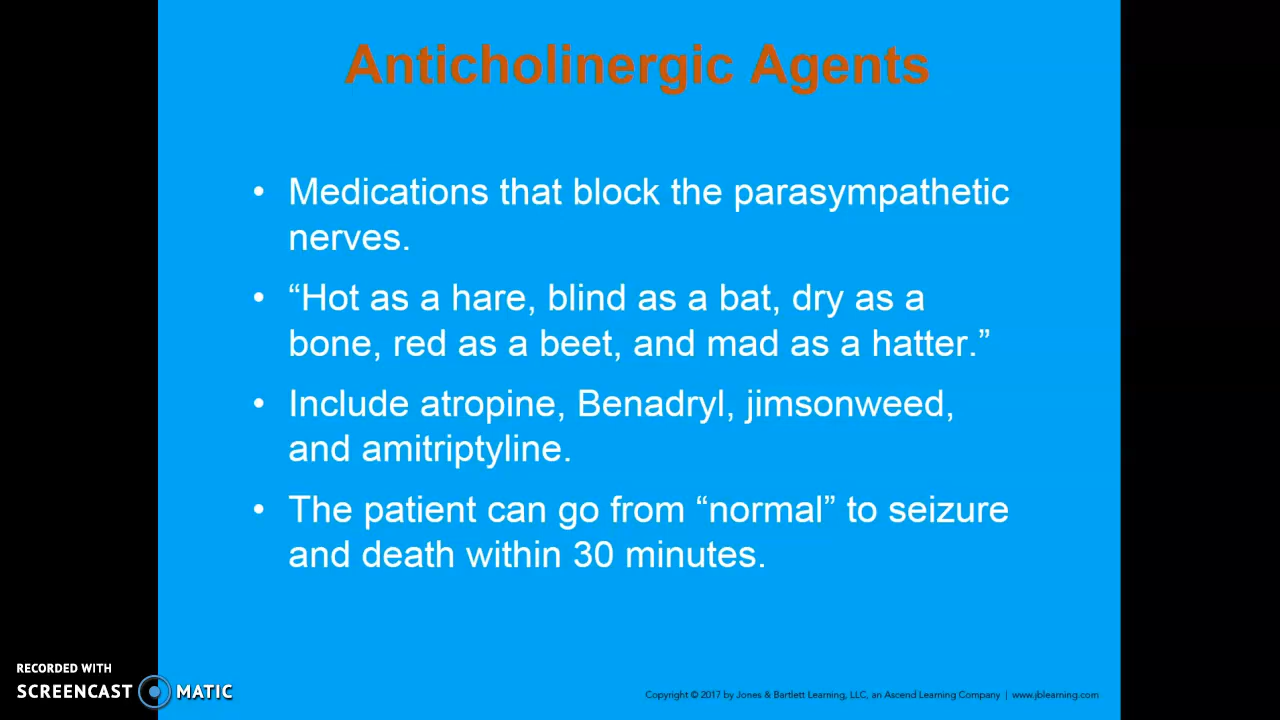 Anticholinergic Agents
• Medications that block the parasympathetic
nerves.
• “Hot as a hare, blind as a bat, dry as a
bone, red as a beet, and mad as a hatter.”
• Include atropine, Benadryl, jimsonweed,
and amitriptyline.
• The patient can go from “normal” to seizure
and death within 30 minutes.
RECORDED WITH
SCREENCAST MATIC
Copyright © 2017 by Jones & Bartlett Learning, LLC, an Ascend Learning Company | www.jblearning.com